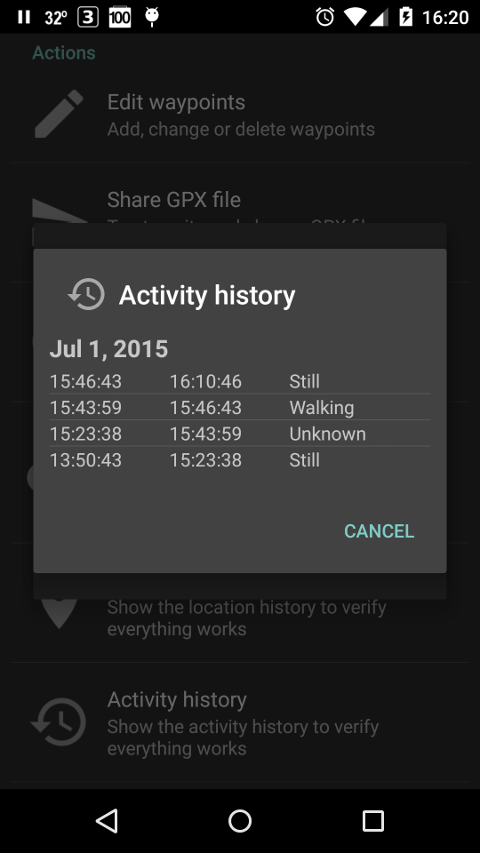 32° 3 100 16:20
Actions
Edit waypoints
Add, change or delete waypoints
Share GPX file
Activity history
Jul 1, 2015
15:46:43 16:10:46 Still
15:43:59 15:46:43 Walking
15:23:38 15:43:59 Unknown
13:50:43 15:23:38 Still
CANCEL
Show the location history to verify
everything works
Activity history
Show the activity history to verify
everything works